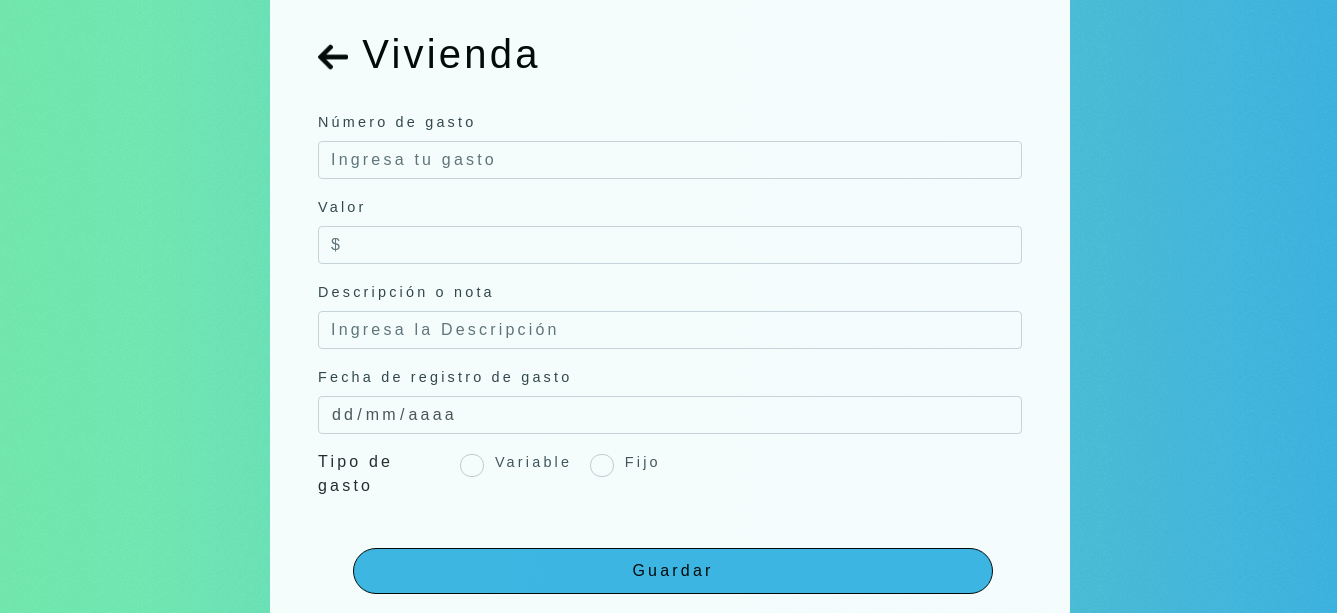 Vivienda
Número de gasto
Ingresa tu gasto
Valor
$
Descripción o nota
Ingresa la Descripción
Fecha de registro de gasto
dd/mm/aaaa
Tipo de gasto
Variable
Fijo
Guardar